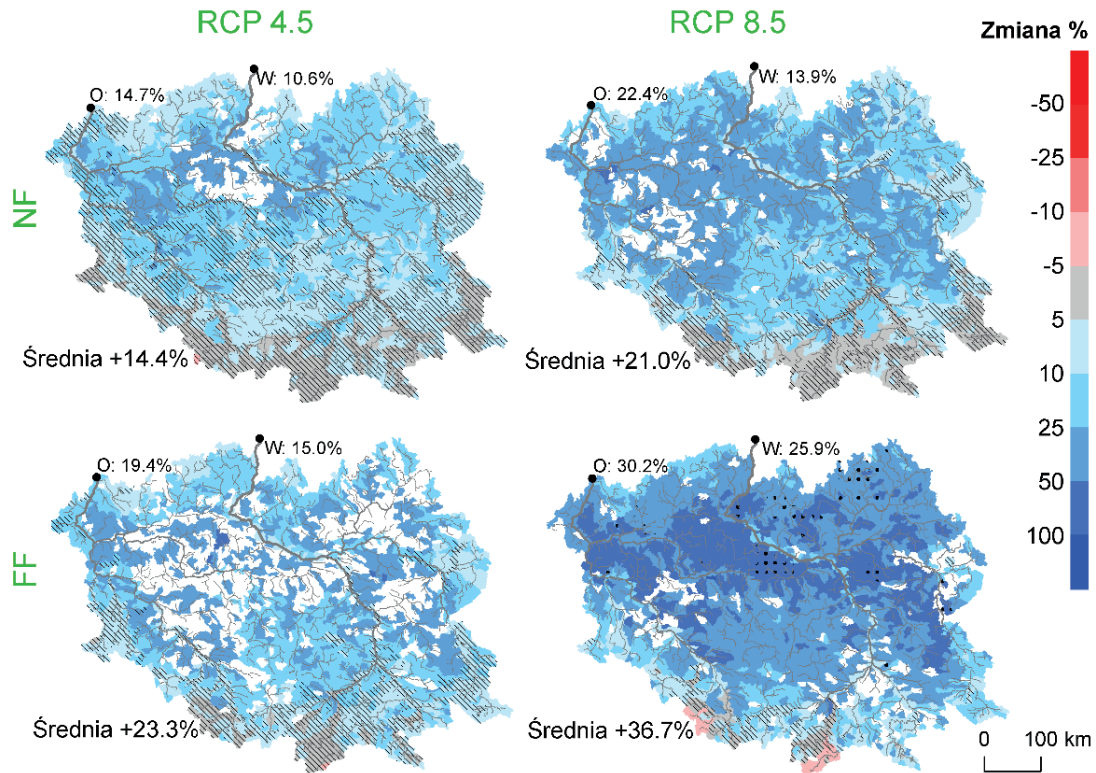 RCP 4.5
RCP 8.5
Zmiana %
NF
O: 14.7%
W: 10.6%
Średnia +14.4%
O: 22.4%
W: 13.9%
Średnia +21.0%
-50
-25
-10
-5
5
10
25
50
100
FF
O: 19.4%
W: 15.0%
Średnia +23.3%
O: 30.2%
W: 25.9%
Średnia +36.7%
0 100 km